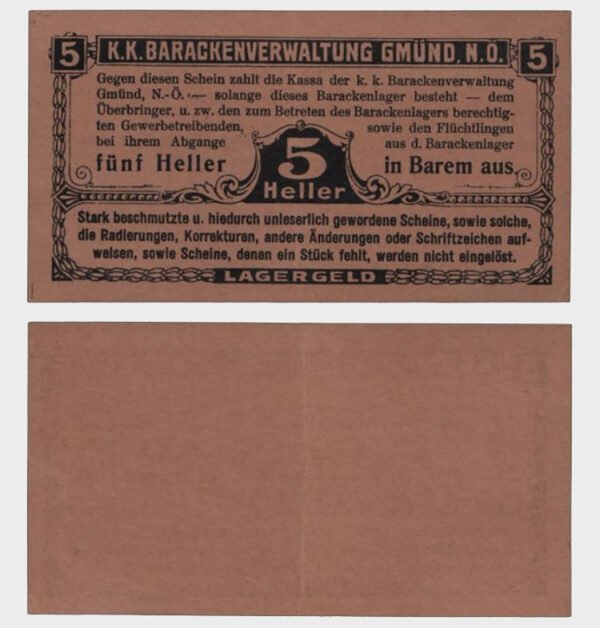 5 K.K. BARACKENVERWALTUNG GMÜND, N.Ö. 5
Gegen diesen Schein zahlt die Kassa der k. k. Barackenverwaltung
Gmünd, N.-Ö. — solange dieses Barackenlager besteht — dem
Überbringer, u. zw. den zum Betreten des Barackenlagers berechtig-
ten Gewerbetreibenden, sowie den Flüchtlingen
bei ihrem Abgange aus d. Barackenlager
fünf Heller 5 in Barem aus.
Heller
Stark beschmutzte u. hiedurch unleserlich gewordene Scheine, sowie solche,
die Radierungen, Korrekturen, andere Änderungen oder Schriftzeichen auf-
weisen, sowie Scheine, denen ein Stück fehlt, werden nicht eingelöst.
LAGERGELD